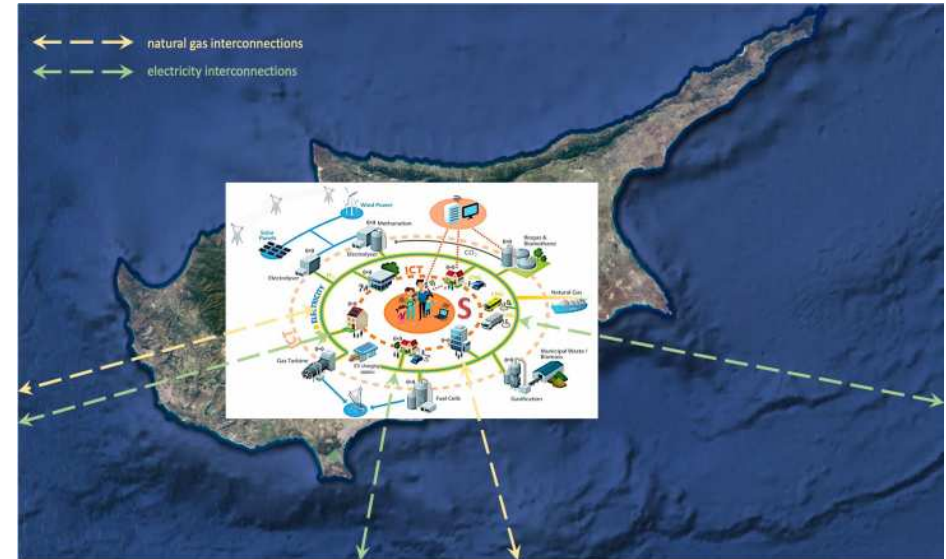 natural gas interconnections
electricity interconnections
Wind Power
Solar
Panels
Methanation
Electrolyser
Electrolyser
ICT
CO2
Biogas &
Biomethane
Natural Gas
ELECTRICITY
S
Gas Turbine
EV charging
Fuel Cells
Municipal Waste /
Biomass
Gasification